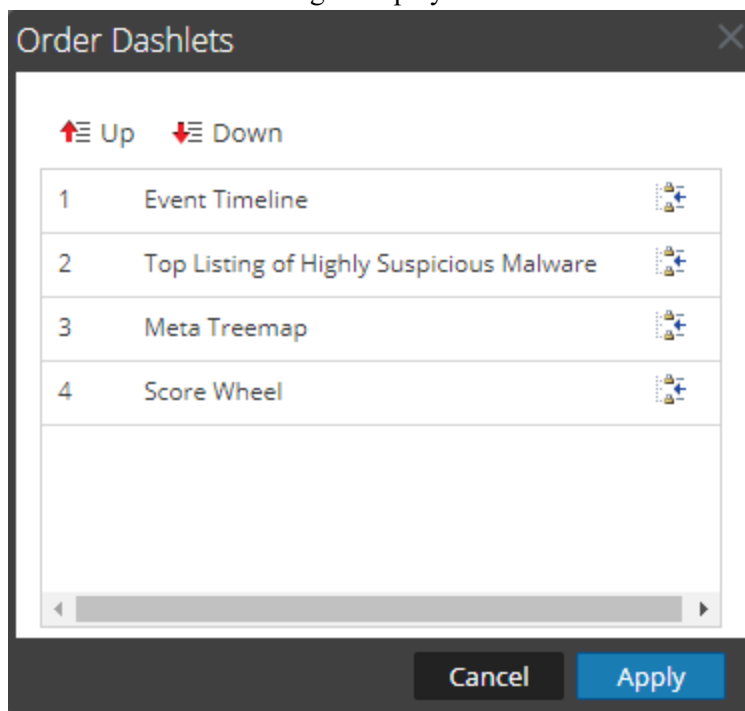 Order Dashlets
Up Down
1 Event Timeline
2 Top Listing of Highly Suspicious Malware
3 Meta Treemap
4 Score Wheel
Cancel Apply